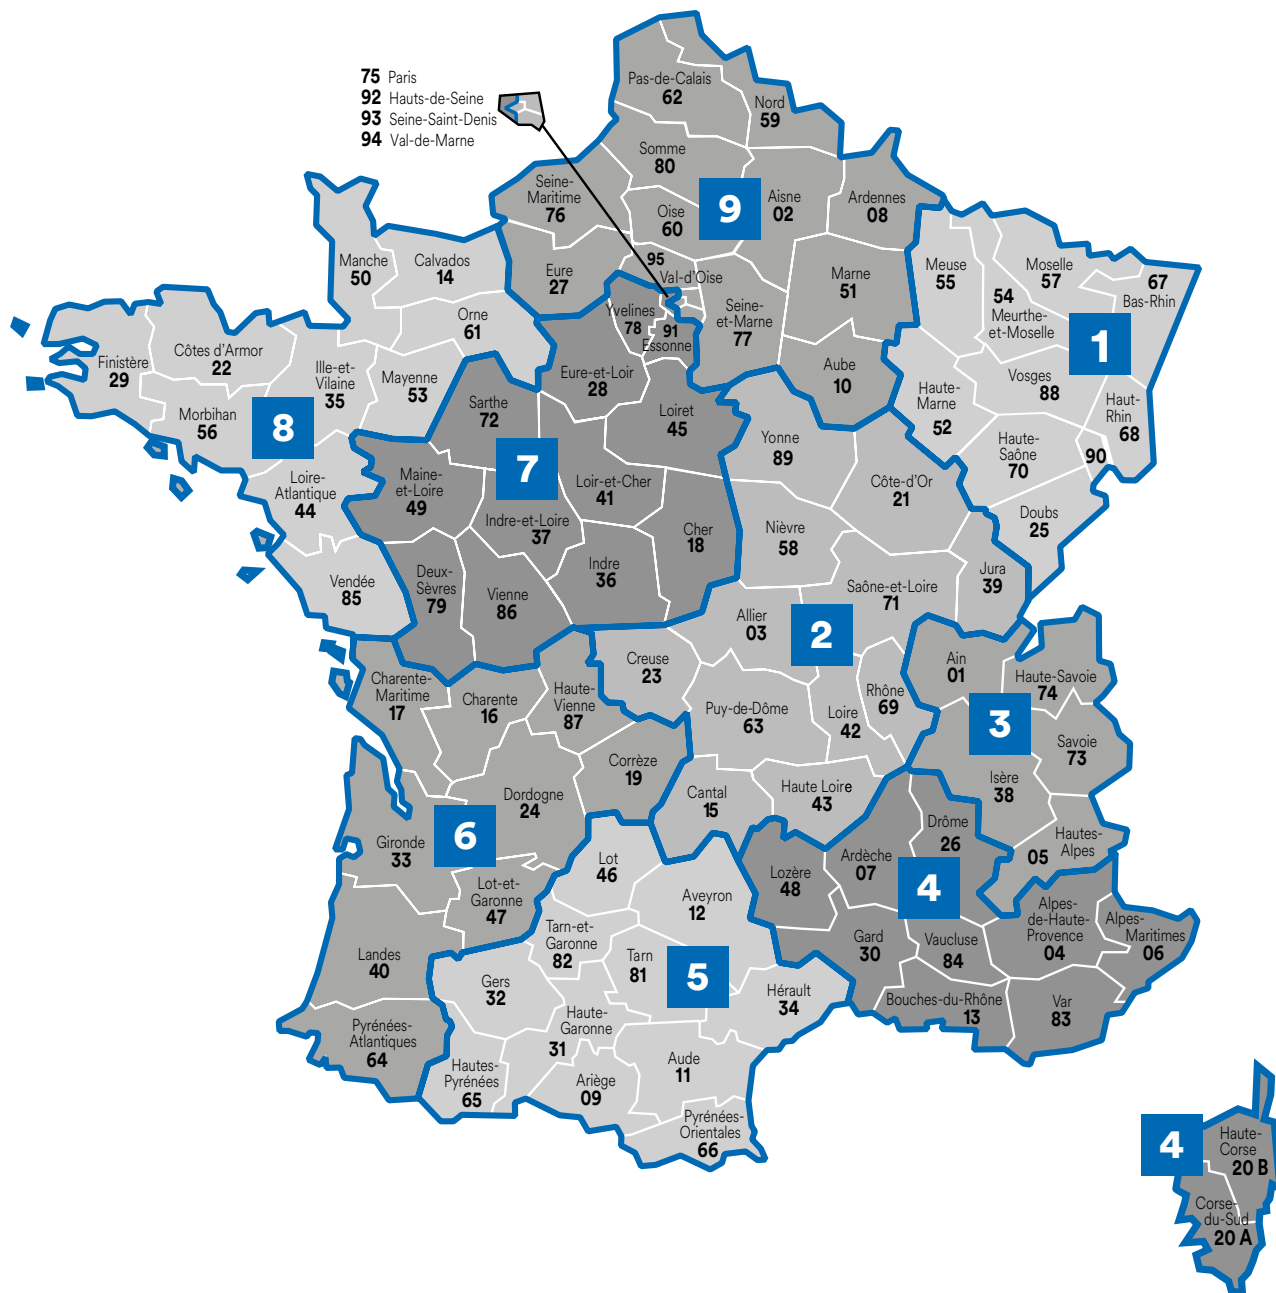 75 Paris
92 Hauts-de-Seine
93 Seine-Saint-Denis
94 Val-de-Marne
Pas-de-Calais
62
Nord
59
Somme
80
Seine-
Maritime
76
Oise
60
9
Aisne
02
Ardennes
08
Eure
27
95
Val-d'Oise
Seine-
et-Marne
77
Marne
51
Aube
10
Yvelines
78
91
Essonne
Meuse
55
Moselle
57
54
Meurthe-
et-Moselle
67
Bas-Rhin
1
Vosges
88
Haute-
Marne
52
Haut-
Rhin
68
Haute-
Saône
70
90
Doubs
25
Manche
50
Calvados
14
Orne
61
Finistère
29
Côtes d'Armor
22
Morbihan
56
Ille-et-
Vilaine
35
Mayenne
53
8
Loire-
Atlantique
44
Vendée
85
Eure-et-Loir
28
Sarthe
72
Loiret
45
7
Maine-
et-Loire
49
Loir-et-Cher
41
Indre-et-Loire
37
Cher
18
Indre
36
Deux-
Sèvres
79
Vienne
86
Yonne
89
Côte-d'Or
21
Nièvre
58
Jura
39
Saône-et-Loire
71
Allier
03
2
Creuse
23
Puy-de-Dôme
63
Loire
42
Rhône
69
Cantal
15
Haute Loire
43
Ain
01
Haute-Savoie
74
3
Savoie
73
Isère
38
Hautes-
Alpes
05
Charente-
Maritime
17
Charente
16
Haute-
Vienne
87
Corrèze
19
Dordogne
24
6
Gironde
33
Lot-et-
Garonne
47
Landes
40
Pyrénées-
Atlantiques
64
Lot
46
Aveyron
12
Tarn-et-
Garonne
82
Tarn
81
5
Gers
32
Haute-
Garonne
31
Hérault
34
Hautes-
Pyrénées
65
Ariège
09
Aude
11
Pyrénées-
Orientales
66
Drôme
26
Ardèche
07
Lozère
48
4
Gard
30
Vaucluse
84
Alpes-
de-Haute-
Provence
04
Alpes-
Maritimes
06
Bouches-du-Rhône
13
Var
83
4
Haute-
Corse
20 B
Corse-
du-Sud
20 A